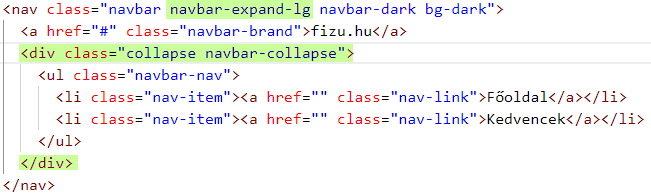 <nav class="navbar navbar-expand-lg navbar-dark bg-dark">
<a href="#" class="navbar-brand">fizu.hu</a>
<div class="collapse navbar-collapse">
<ul class="navbar-nav">
<li class="nav-item"><a href="" class="nav-link">Főoldal</a></li>
<li class="nav-item"><a href="" class="nav-link">Kedvencek</a></li>
</ul>
</div>
</nav>